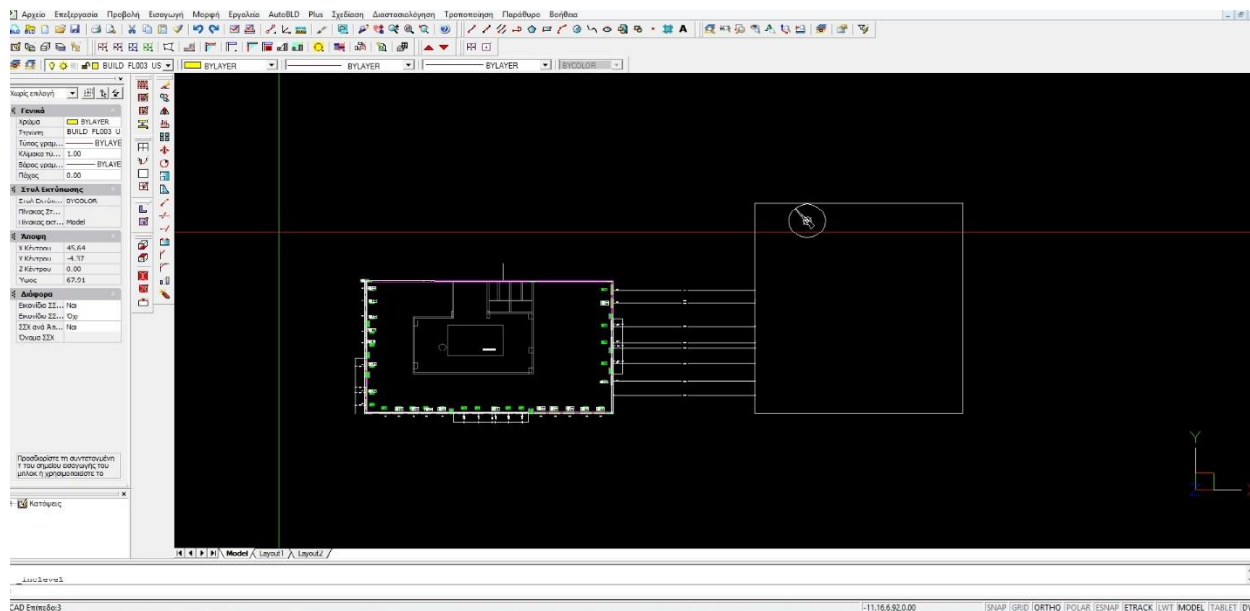 Αρχείο Επεξεργασία Προβολή Εισαγωγή Μορφή Εργαλεία AutoBLD Plus Σχεδίαση Διαστασιολόγηση Τροποποίηση Παράθυρο Βοήθεια
BUILD FL003 US BYLAYER BYLAYER BYLAYER BYCOLOR
Χωρίς επιλογή
Γενικά
Χρώμα BYLAYER
Στρώση BUILD FL003 U
Τύπος γραμ... BYLAYE
Κλίμακα τύ... 1.00
Βάρος γραμ... BYLAYE
Πάχος 0.00
Στυλ Εκτύπωσης
Στυλ Εκτύπ... BYCOLOR
Πίνακας Στ...
Πίνακας εκτ... Model
Άποψη
X Κέντρου 45.64
Y Κέντρου -4.37
Z Κέντρου 0.00
Ύψος 67.91
Διάφορα
Εικονίδιο ΣΣ... Ναι
Εικονίδιο ΣΣ... Όχι
ΣΣΧ ανά Άπ... Ναι
Όνομα ΣΣΧ
Προσδιορίστε τη συντεταγμένη
Υ του σημείου εισαγωγής του
μπλοκ ή χρησιμοποιείστε το
Κατόψεις
Y
X
Z
Model Layout1 Layout2
_inclevel
CAD Επίπεδο:3 -11.16,6.92,0.00 SNAP GRID ORTHO POLAR ESNAP ETRACK LWT MODEL TABLET